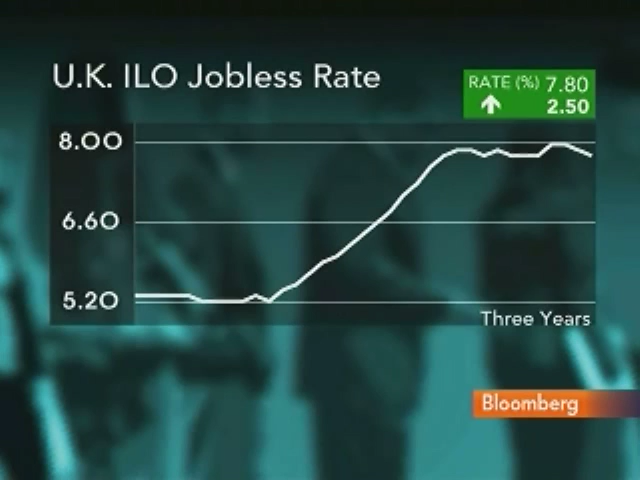 U.K. ILO Jobless Rate
RATE (%) 7.80
2.50
8.00
6.60
5.20
Three Years
Bloomberg